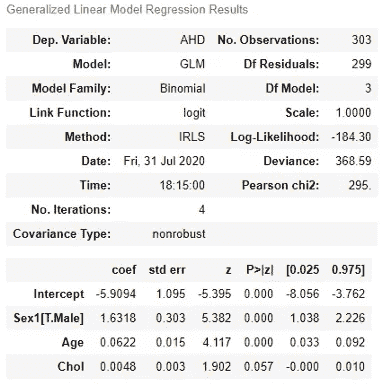 Generalized Linear Model Regression Results
Dep. Variable: AHD No. Observations: 303
Model: GLM Df Residuals: 299
Model Family: Binomial Df Model: 3
Link Function: logit Scale: 1.0000
Method: IRLS Log-Likelihood: -184.30
Date: Fri, 31 Jul 2020 Deviance: 368.59
Time: 18:15:00 Pearson chi2: 295.
No. Iterations: 4
Covariance Type: nonrobust
coef std err z P>|z| [0.025 0.975]
Intercept -5.9094 1.095 -5.395 0.000 -8.056 -3.762
Sex1[T.Male] 1.6318 0.303 5.382 0.000 1.038 2.226
Age 0.0622 0.015 4.117 0.000 0.033 0.092
Chol 0.0048 0.003 1.902 0.057 -0.000 0.010